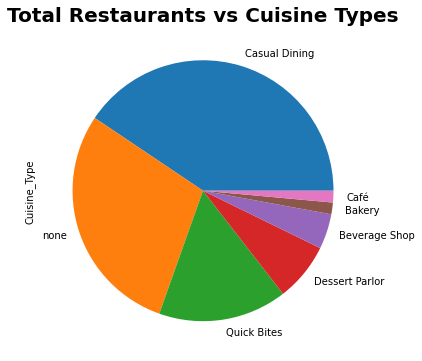 Total Restaurants vs Cuisine Types
Casual Dining
Cuisine_Type
none
Café
Bakery
Beverage Shop
Dessert Parlor
Quick Bites